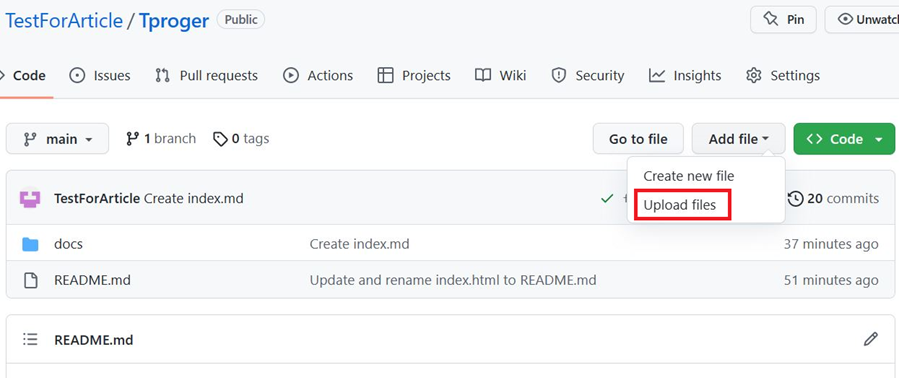 TestForArticle / Tproger Public Pin Unwatch
Code Issues Pull requests Actions Projects Wiki Security Insights Settings
main 1 branch 0 tags Go to file Add file Code
Create new file
Upload files
TestForArticle Create index.md 20 commits
docs Create index.md 37 minutes ago
README.md Update and rename index.html to README.md 51 minutes ago
README.md